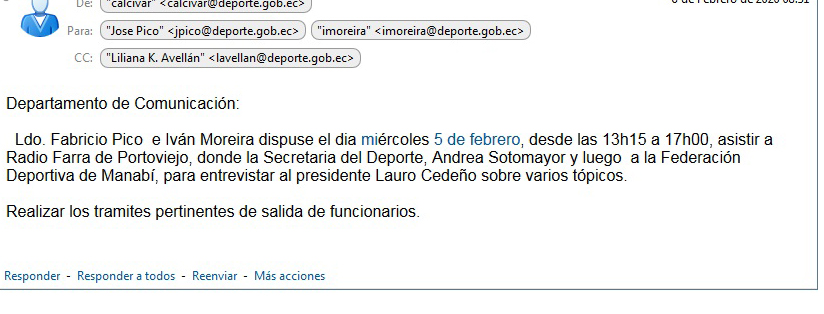 De: "calcivar" <calcivar@deporte.gob.ec>
6 de Febrero de 2020 08:51
Para: "Jose Pico" <jpico@deporte.gob.ec> "imoreira" <imoreira@deporte.gob.ec>
CC: "Liliana K. Avellán" <lavellan@deporte.gob.ec>
Departamento de Comunicación:
Ldo. Fabricio Pico e Iván Moreira dispuse el dia miércoles 5 de febrero, desde las 13h15 a 17h00, asistir a
Radio Farra de Portoviejo, donde la Secretaria del Deporte, Andrea Sotomayor y luego a la Federación
Deportiva de Manabí, para entrevistar al presidente Lauro Cedeño sobre varios tópicos.
Realizar los tramites pertinentes de salida de funcionarios.
Responder - Responder a todos - Reenviar - Más acciones